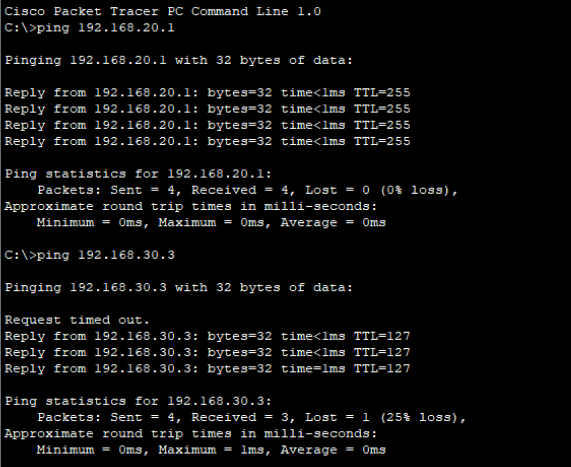 Cisco Packet Tracer PC Command Line 1.0
C:\>ping 192.168.20.1
Pinging 192.168.20.1 with 32 bytes of data:
Reply from 192.168.20.1: bytes=32 time<1ms TTL=255
Reply from 192.168.20.1: bytes=32 time<1ms TTL=255
Reply from 192.168.20.1: bytes=32 time<1ms TTL=255
Reply from 192.168.20.1: bytes=32 time<1ms TTL=255
Ping statistics for 192.168.20.1:
    Packets: Sent = 4, Received = 4, Lost = 0 (0% loss),
Approximate round trip times in milli-seconds:
    Minimum = 0ms, Maximum = 0ms, Average = 0ms
C:\>ping 192.168.30.3
Pinging 192.168.30.3 with 32 bytes of data:
Request timed out.
Reply from 192.168.30.3: bytes=32 time<1ms TTL=127
Reply from 192.168.30.3: bytes=32 time<1ms TTL=127
Reply from 192.168.30.3: bytes=32 time=1ms TTL=127
Ping statistics for 192.168.30.3:
    Packets: Sent = 4, Received = 3, Lost = 1 (25% loss),
Approximate round trip times in milli-seconds:
    Minimum = 0ms, Maximum = 1ms, Average = 0ms